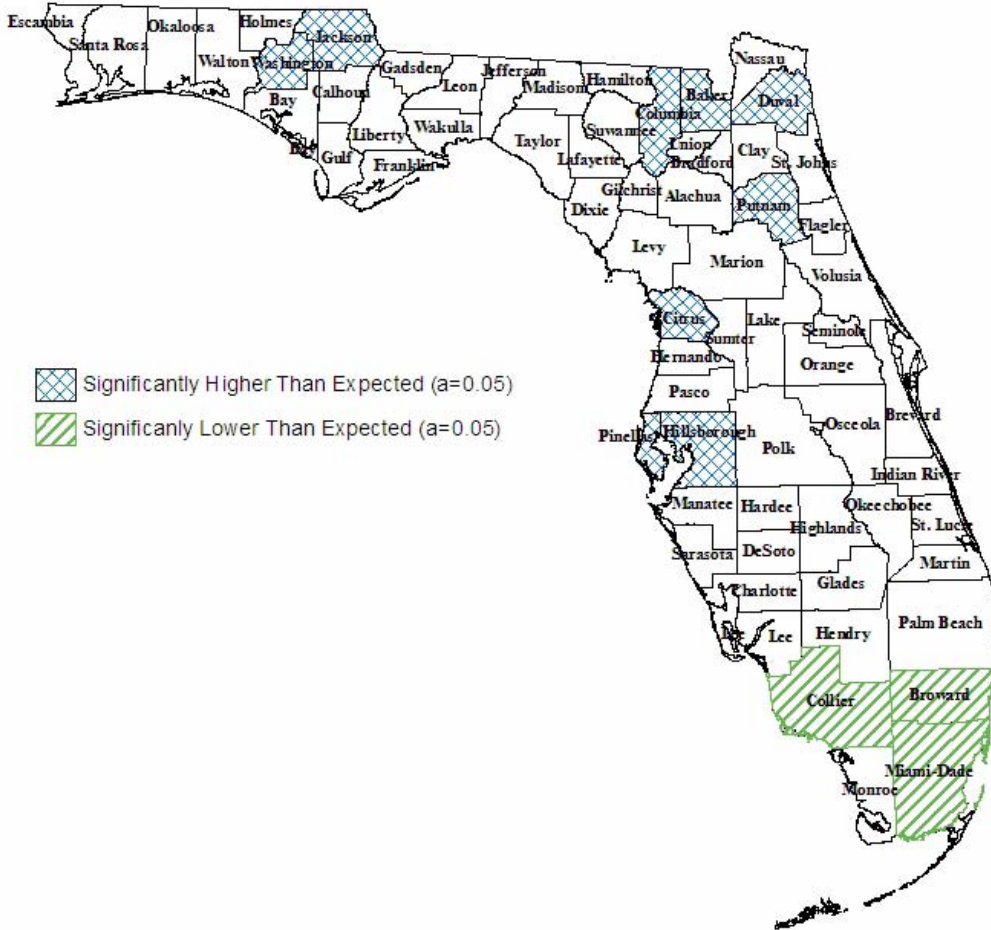 Escambia
Santa Rosa
Okaloosa
Walton
Holmes
Washington
Jackson
Bay
Bay
Calhoun
Gulf
Liberty
Gadsden
Franklin
Leon
Wakulla
Jefferson
Madison
Taylor
Hamilton
Suwannee
Lafayette
Dixie
Columbia
Gilchrist
Baker
Union
Bradford
Alachua
Nassau
Duval
Clay
St. Johns
Putnam
Flagler
Levy
Marion
Volusia
Citrus
Sumter
Lake
Seminole
Hernando
Orange
Pasco
Brevard
Osceola
Pinellas
Hillsborough
Polk
Indian River
Manatee
Hardee
Highlands
Okeechobee
St. Lucie
Sarasota
DeSoto
Martin
Charlotte
Glades
Lee
Lee
Hendry
Palm Beach
Collier
Broward
Miami-Dade
Monroe
Significantly Higher Than Expected (a=0.05)
Significanly Lower Than Expected (a=0.05)